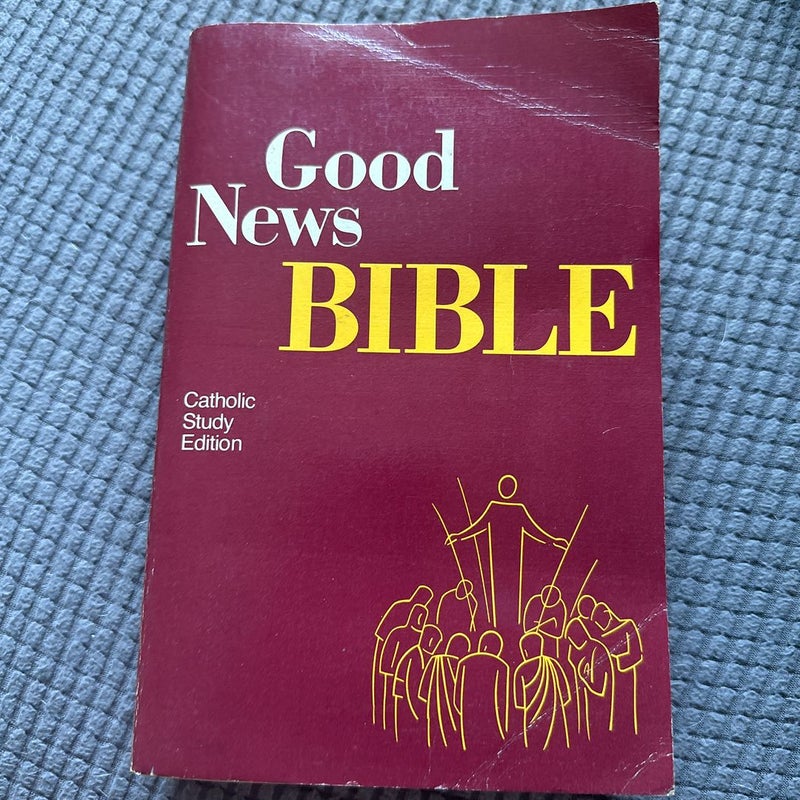 Good
News
BIBLE
Catholic
Study
Edition